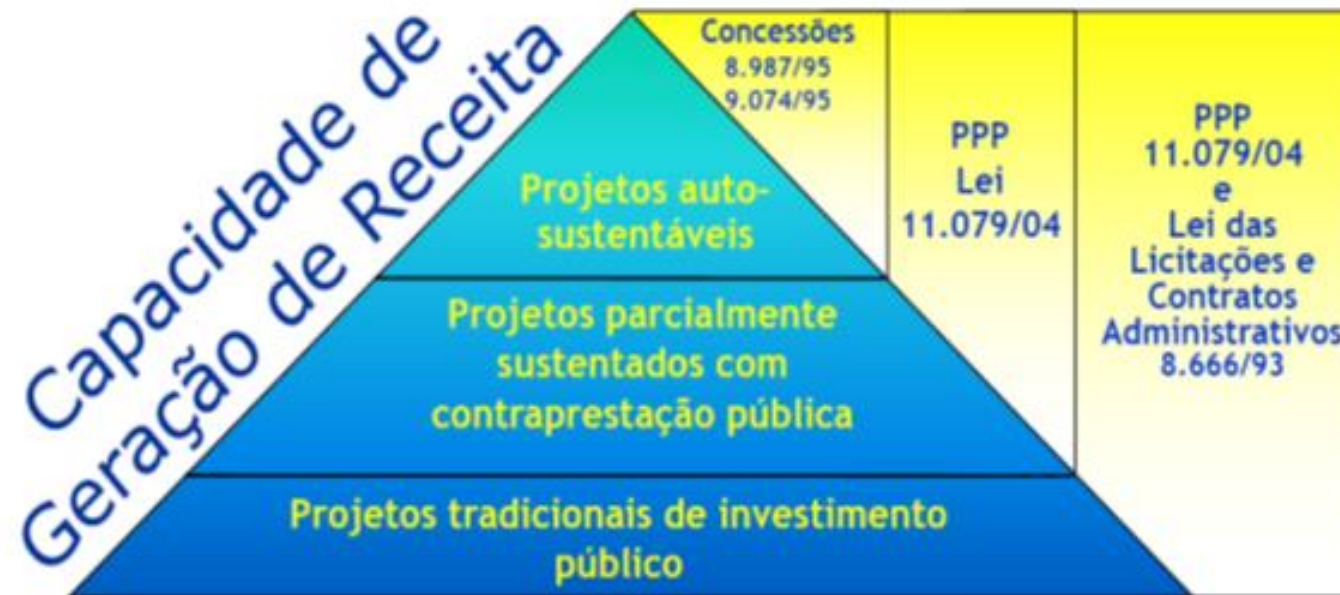 Capacidade de
Geração de Receita
Concessões
8.987/95
9.074/95
PPP
Lei
11.079/04
PPP
11.079/04
e
Lei das
Licitações e
Contratos
Administrativos
8.666/93
Projetos auto-
sustentáveis
Projetos parcialmente
sustentados com
contraprestação pública
Projetos tradicionais de investimento
público